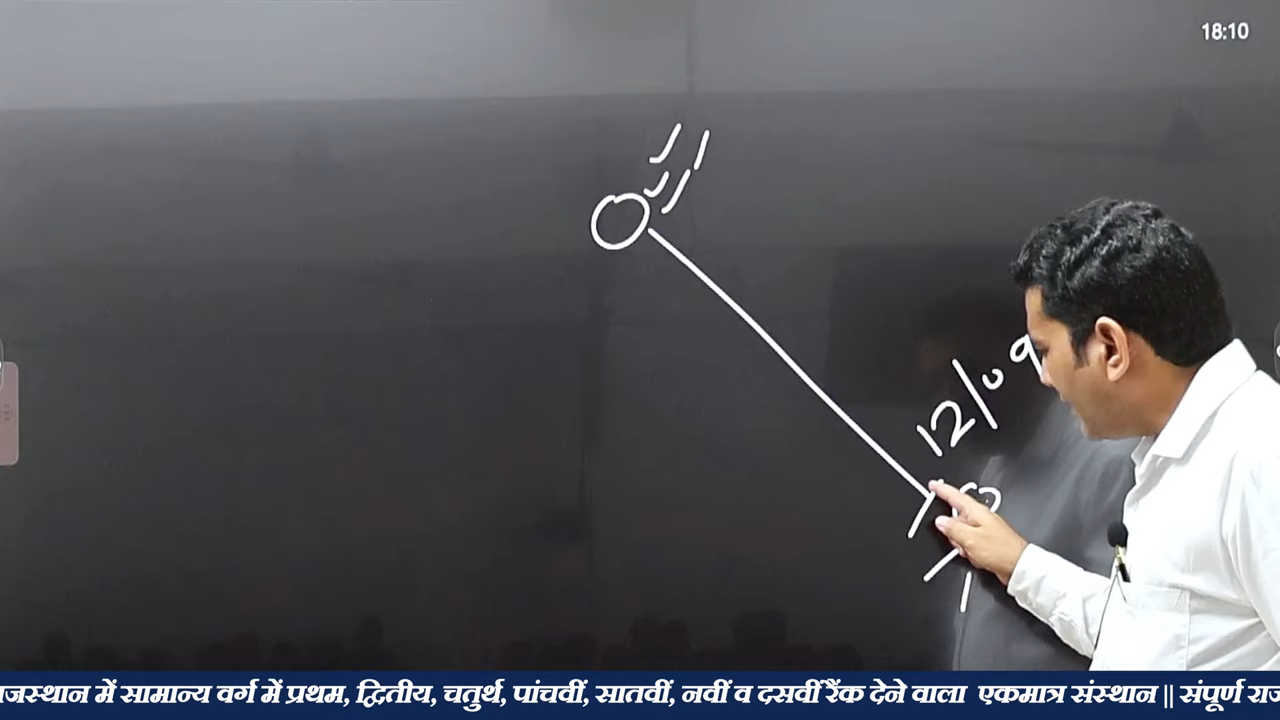 18:10
12/09
ाजस्थान में सामान्य वर्ग में प्रथम, द्वितीय, चतुर्थ, पांचवीं, सातवीं, नवीं व दसवीं रैंक देने वाला एकमात्र संस्थान || संपूर्ण राज